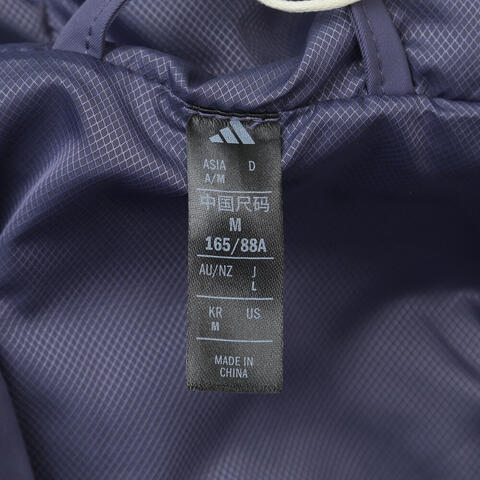 ASIA D
A/M
中国尺码
M
165/88A
AU/NZ J
L
KR US
M
MADE IN
CHINA